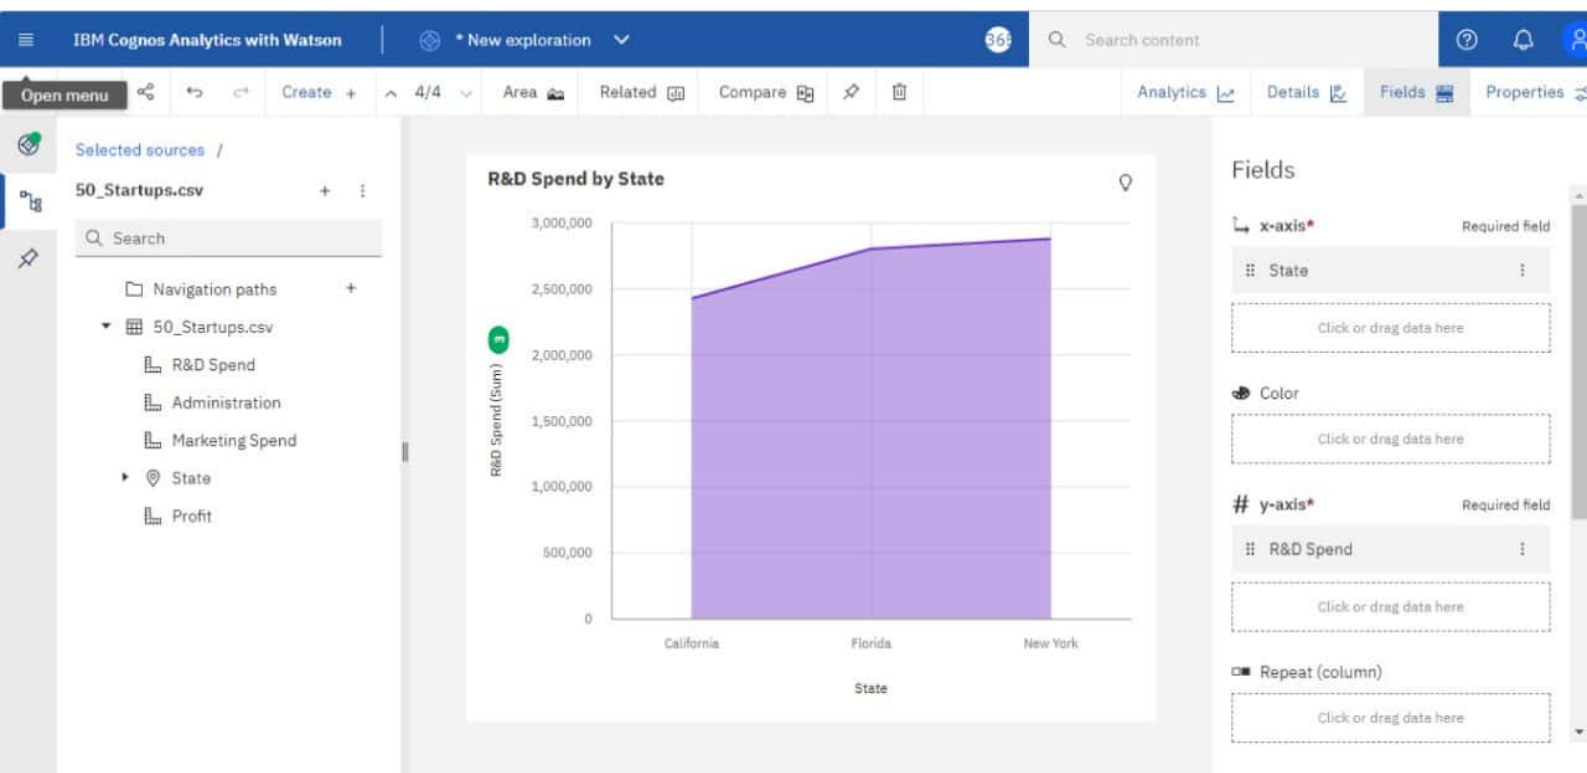 IBM Cognos Analytics with Watson
* New exploration
Search content
Open menu
Create +
4/4
Area
Related
Compare
Analytics
Details
Fields
Properties
Selected sources /
50_Startups.csv
Search
Navigation paths
50_Startups.csv
R&D Spend
Administration
Marketing Spend
State
Profit
R&D Spend by State
3,000,000
2,500,000
2,000,000
1,500,000
1,000,000
500,000
0
R&D Spend (Sum)
California Florida New York
State
Fields
x-axis* Required field
State
Click or drag data here
Color
Click or drag data here
# y-axis* Required field
R&D Spend
Click or drag data here
Repeat (column)
Click or drag data here